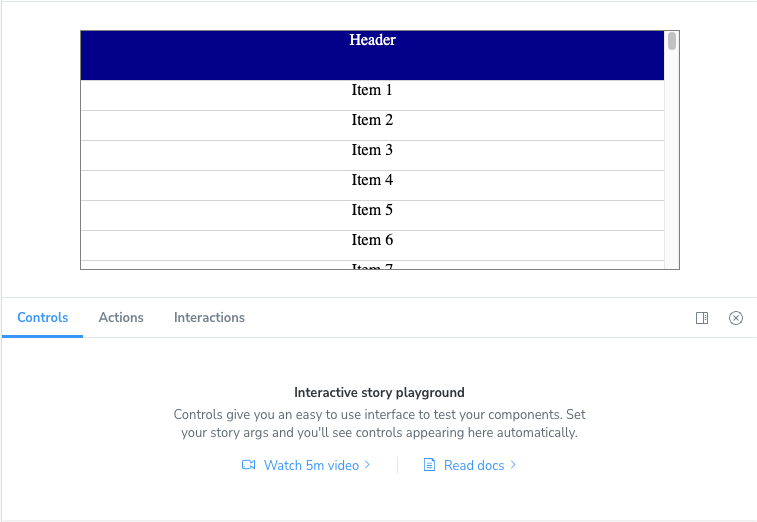 Header
Item 1
Item 2
Item 3
Item 4
Item 5
Item 6
Item 7
Controls Actions Interactions
Interactive story playground
Controls give you an easy to use interface to test your components. Set
your story args and you'll see controls appearing here automatically.
Watch 5m video Read docs